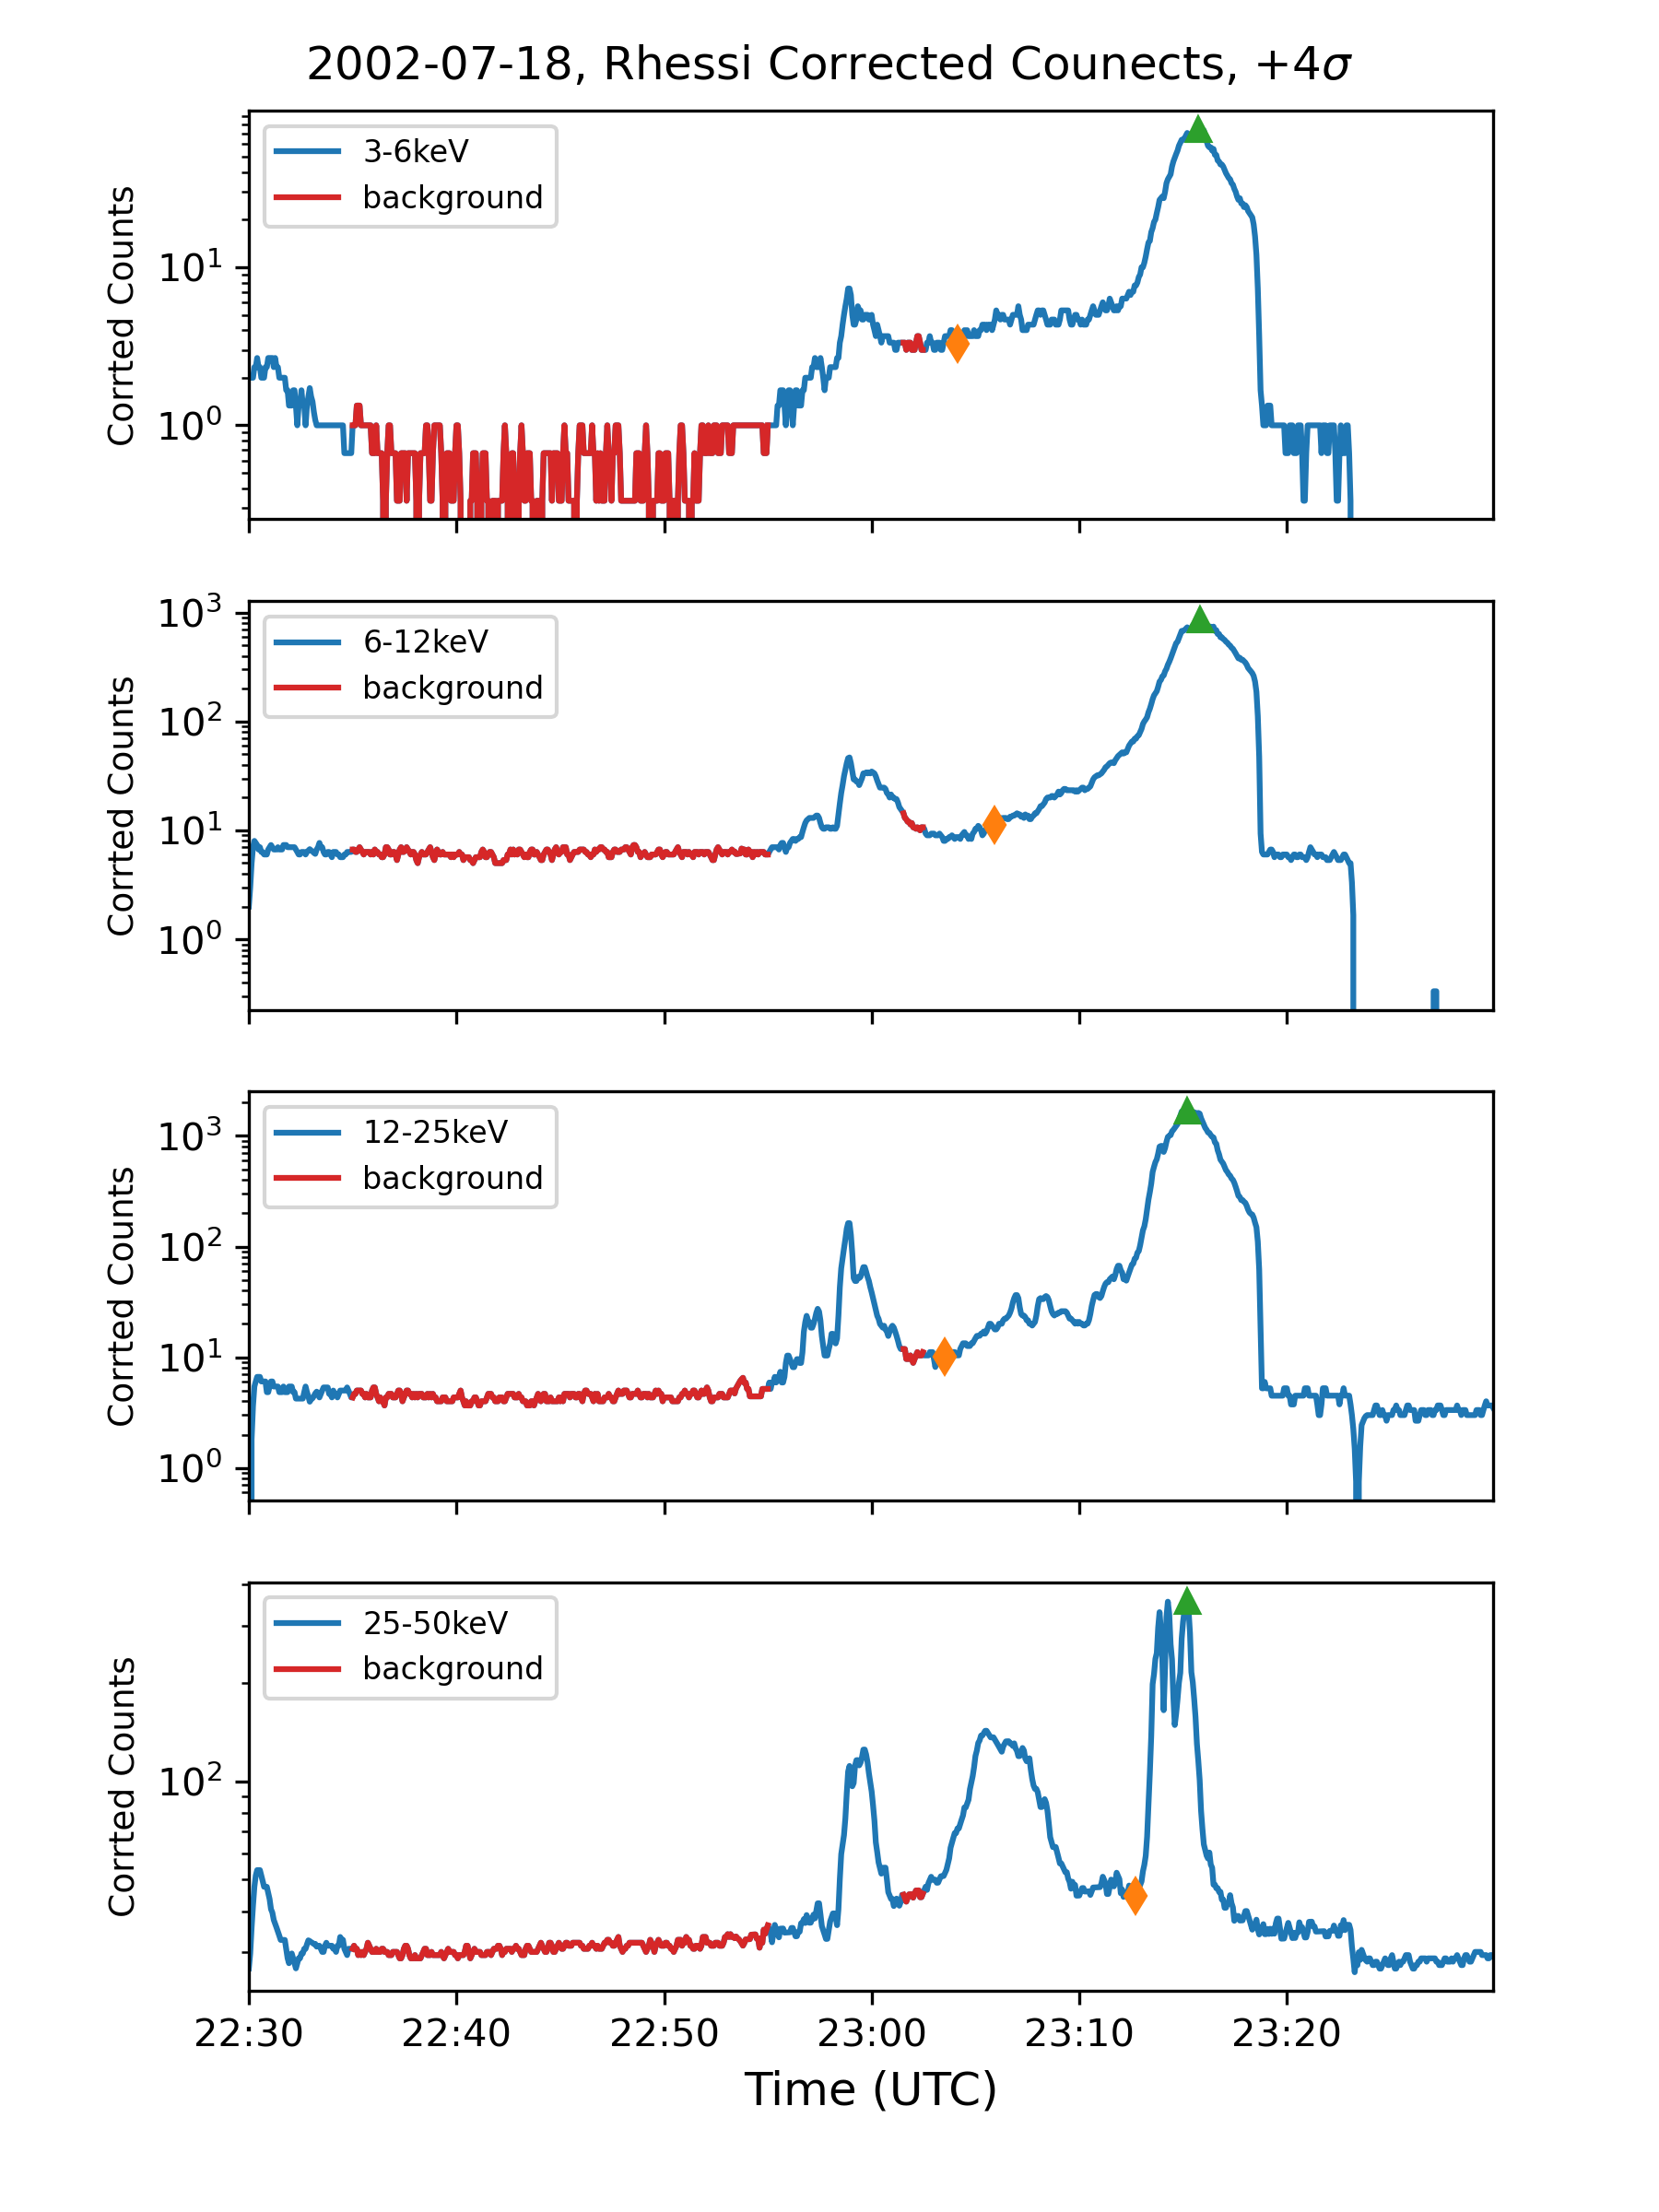 2002-07-18, Rhessi Corrected Counects, +4σ
3-6keV
background
10¹
10⁰
Corrted Counts
6-12keV
background
10³
10²
10¹
10⁰
Corrted Counts
12-25keV
background
10³
10²
10¹
10⁰
Corrted Counts
25-50keV
background
10²
Corrted Counts
22:30 22:40 22:50 23:00 23:10 23:20
Time (UTC)